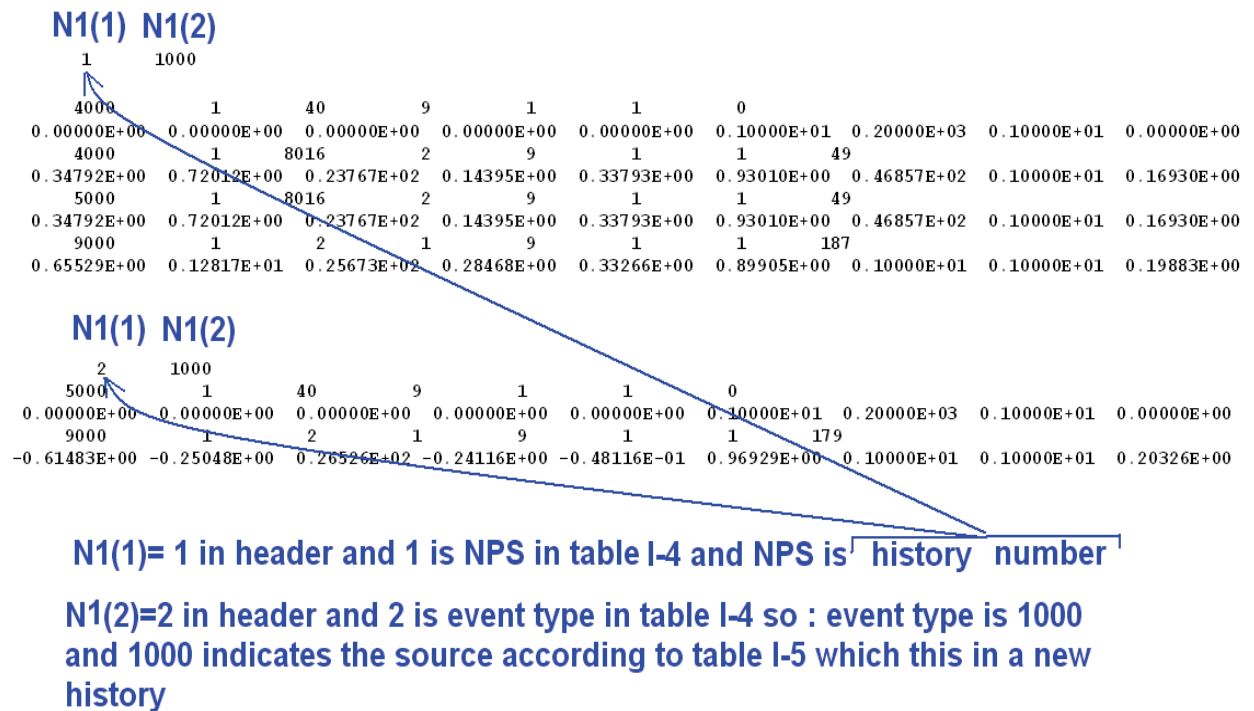 N1(1) N1(2)
1 1000
4000 1 40 9 1 1 0
0.00000E+00 0.00000E+00 0.00000E+00 0.00000E+00 0.00000E+00 0.10000E+01 0.20000E+03 0.10000E+01 0.00000E+00
4000 1 8016 2 9 1 1 49
0.34792E+00 0.72012E+00 0.23767E+02 0.14395E+00 0.33793E+00 0.93010E+00 0.46857E+02 0.10000E+01 0.16930E+00
5000 1 8016 2 9 1 1 49
0.34792E+00 0.72012E+00 0.23767E+02 0.14395E+00 0.33793E+00 0.93010E+00 0.46857E+02 0.10000E+01 0.16930E+00
9000 1 2 1 9 1 1 187
0.65529E+00 0.12817E+01 0.25673E+02 0.28468E+00 0.33266E+00 0.89905E+00 0.10000E+01 0.10000E+01 0.19883E+00
N1(1) N1(2)
2 1000
5000 1 40 9 1 1 0
0.00000E+00 0.00000E+00 0.00000E+00 0.00000E+00 0.00000E+00 0.10000E+01 0.20000E+03 0.10000E+01 0.00000E+00
9000 1 2 1 9 1 1 179
-0.61483E+00 -0.25048E+00 0.26526E+02 -0.24116E+00 -0.48116E-01 0.96929E+00 0.10000E+01 0.10000E+01 0.20326E+00
N1(1)= 1 in header and 1 is NPS in table I-4 and NPS is history number
N1(2)=2 in header and 2 is event type in table I-4 so : event type is 1000
and 1000 indicates the source according to table I-5 which this in a new
history